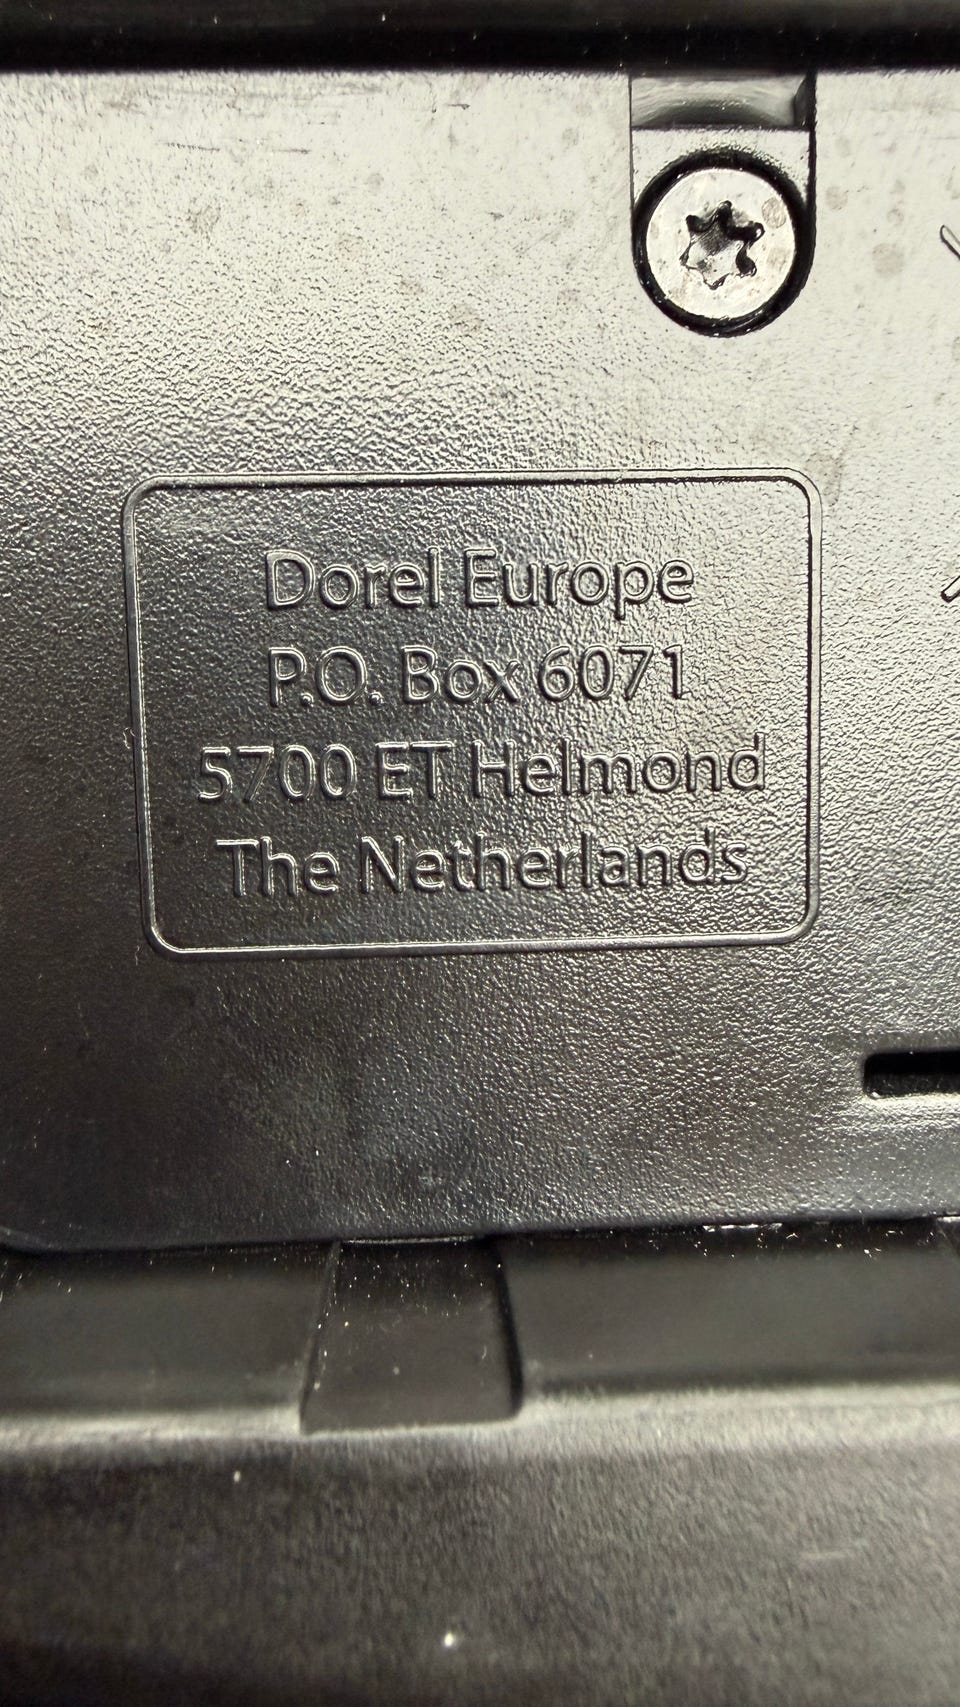 Dorel Europe
P.O. Box 6071
5700 ET Helmond
The Netherlands